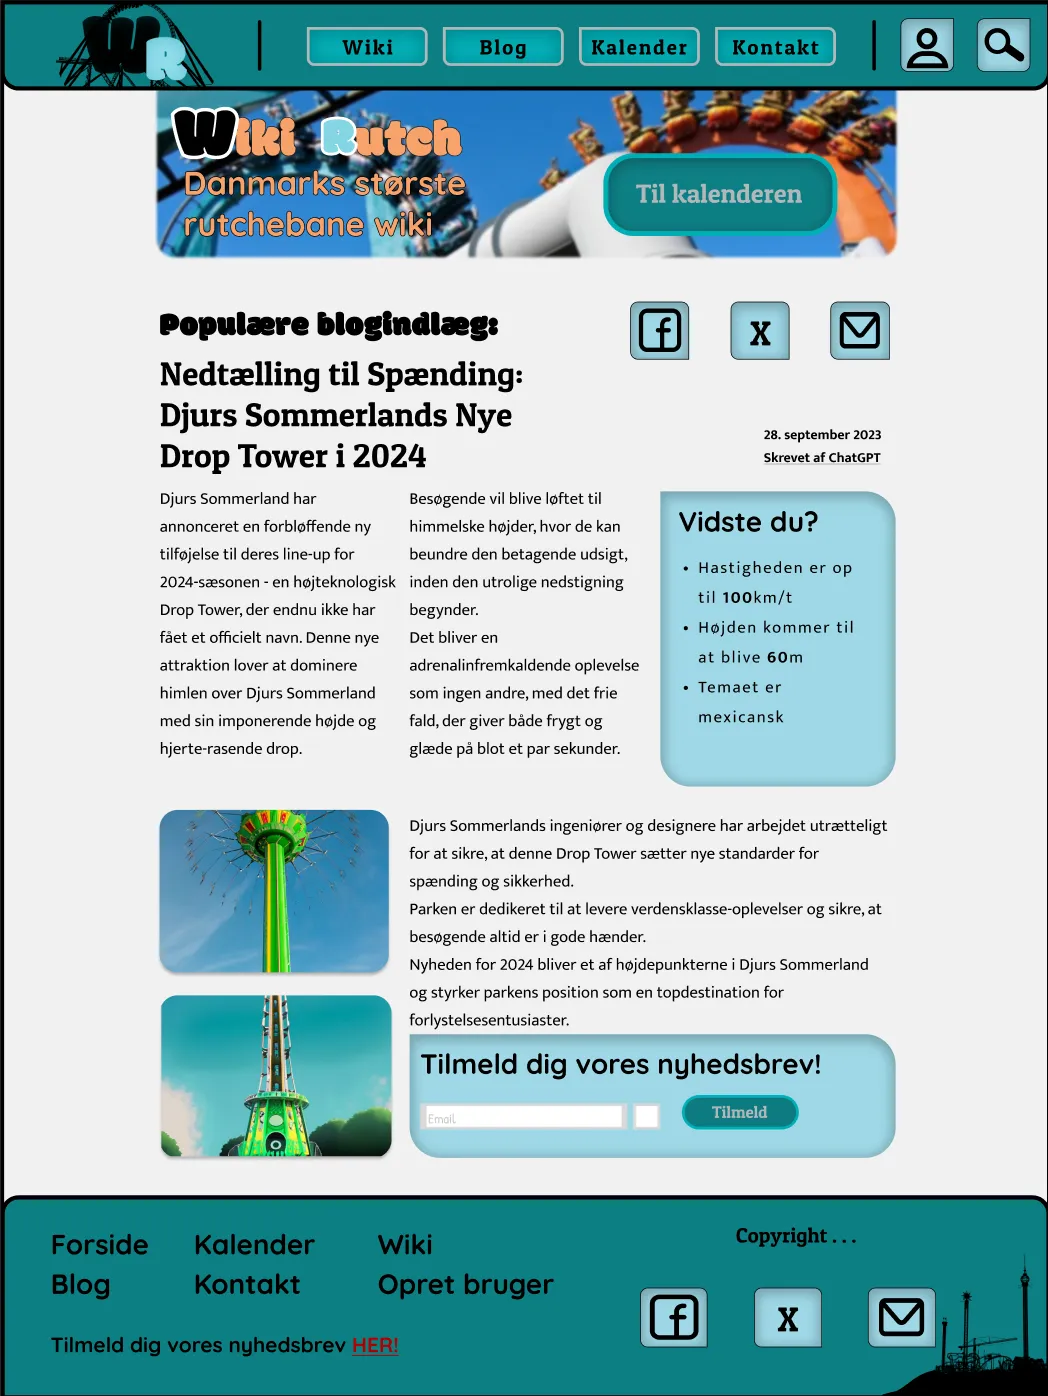 WR
Wiki
Blog
Kalender
Kontakt
Wiki Rutch
Danmarks største
rutchebane wiki
Til kalenderen
Populære blogindlæg:
Nedtælling til Spænding:
Djurs Sommerlands Nye
Drop Tower i 2024
X
28. september 2023
Skrevet af ChatGPT
Djurs Sommerland har
annonceret en forbløffende ny
tilføjelse til deres line-up for
2024-sæsonen - en højteknologisk
Drop Tower, der endnu ikke har
fået et officielt navn. Denne nye
attraktion lover at dominere
himlen over Djurs Sommerland
med sin imponerende højde og
hjerte-rasende drop.
Besøgende vil blive løftet til
himmelske højder, hvor de kan
beundre den betagende udsigt,
inden den utrolige nedstigning
begynder.
Det bliver en
adrenalinfremkaldende oplevelse
som ingen andre, med det frie
fald, der giver både frygt og
glæde på blot et par sekunder.
Vidste du?
• Hastigheden er op
til 100km/t
• Højden kommer til
at blive 60m
• Temaet er
mexicansk
Djurs Sommerlands ingeniører og designere har arbejdet utrætteligt
for at sikre, at denne Drop Tower sætter nye standarder for
spænding og sikkerhed.
Parken er dedikeret til at levere verdensklasse-oplevelser og sikre, at
besøgende altid er i gode hænder.
Nyheden for 2024 bliver et af højdepunkterne i Djurs Sommerland
og styrker parkens position som en topdestination for
forlystelsesentusiaster.
Tilmeld dig vores nyhedsbrev!
Email
Tilmeld
Forside
Kalender
Wiki
Blog
Kontakt
Opret bruger
Tilmeld dig vores nyhedsbrev HER!
Copyright . . .
X